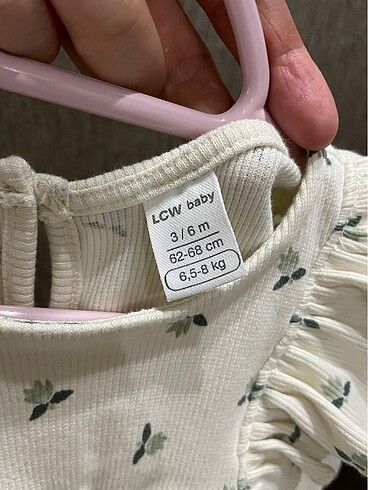 LCW baby
3 / 6 m
62-68 cm
6,5-8 kg